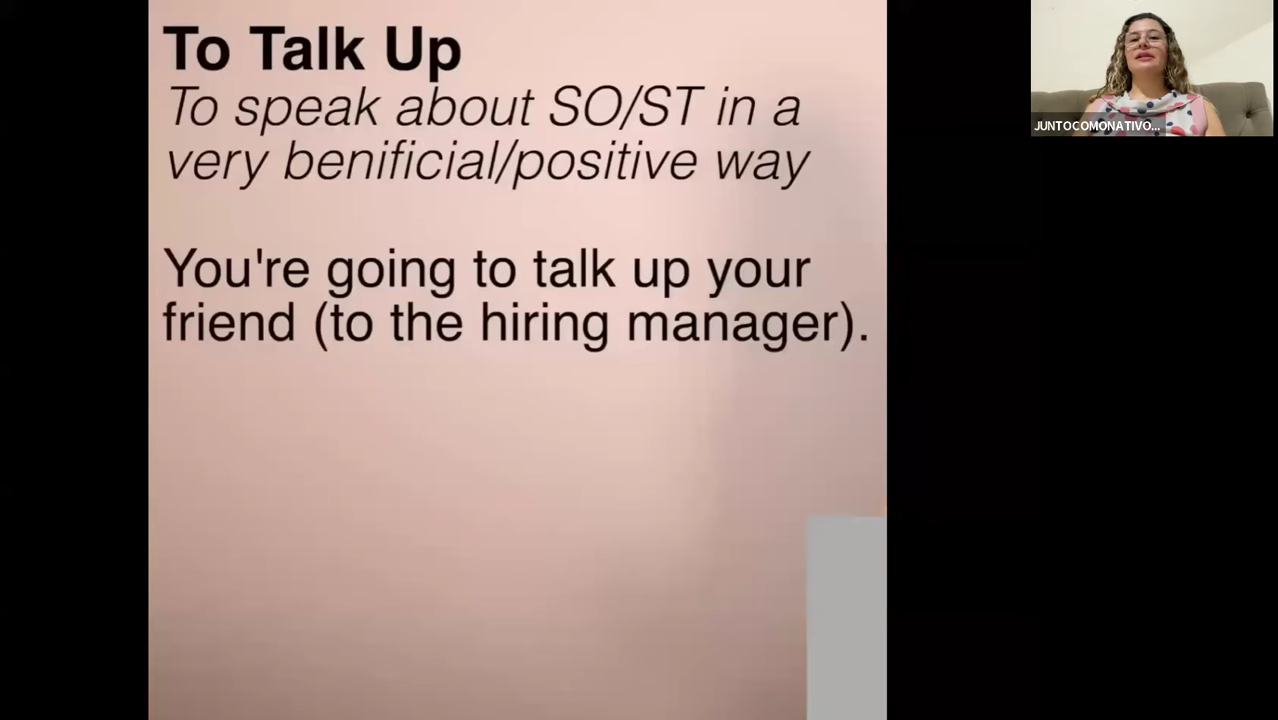 To Talk Up
To speak about SO/ST in a
very benificial/positive way
You're going to talk up your
friend (to the hiring manager).
JUNTOCOMONATIVO...